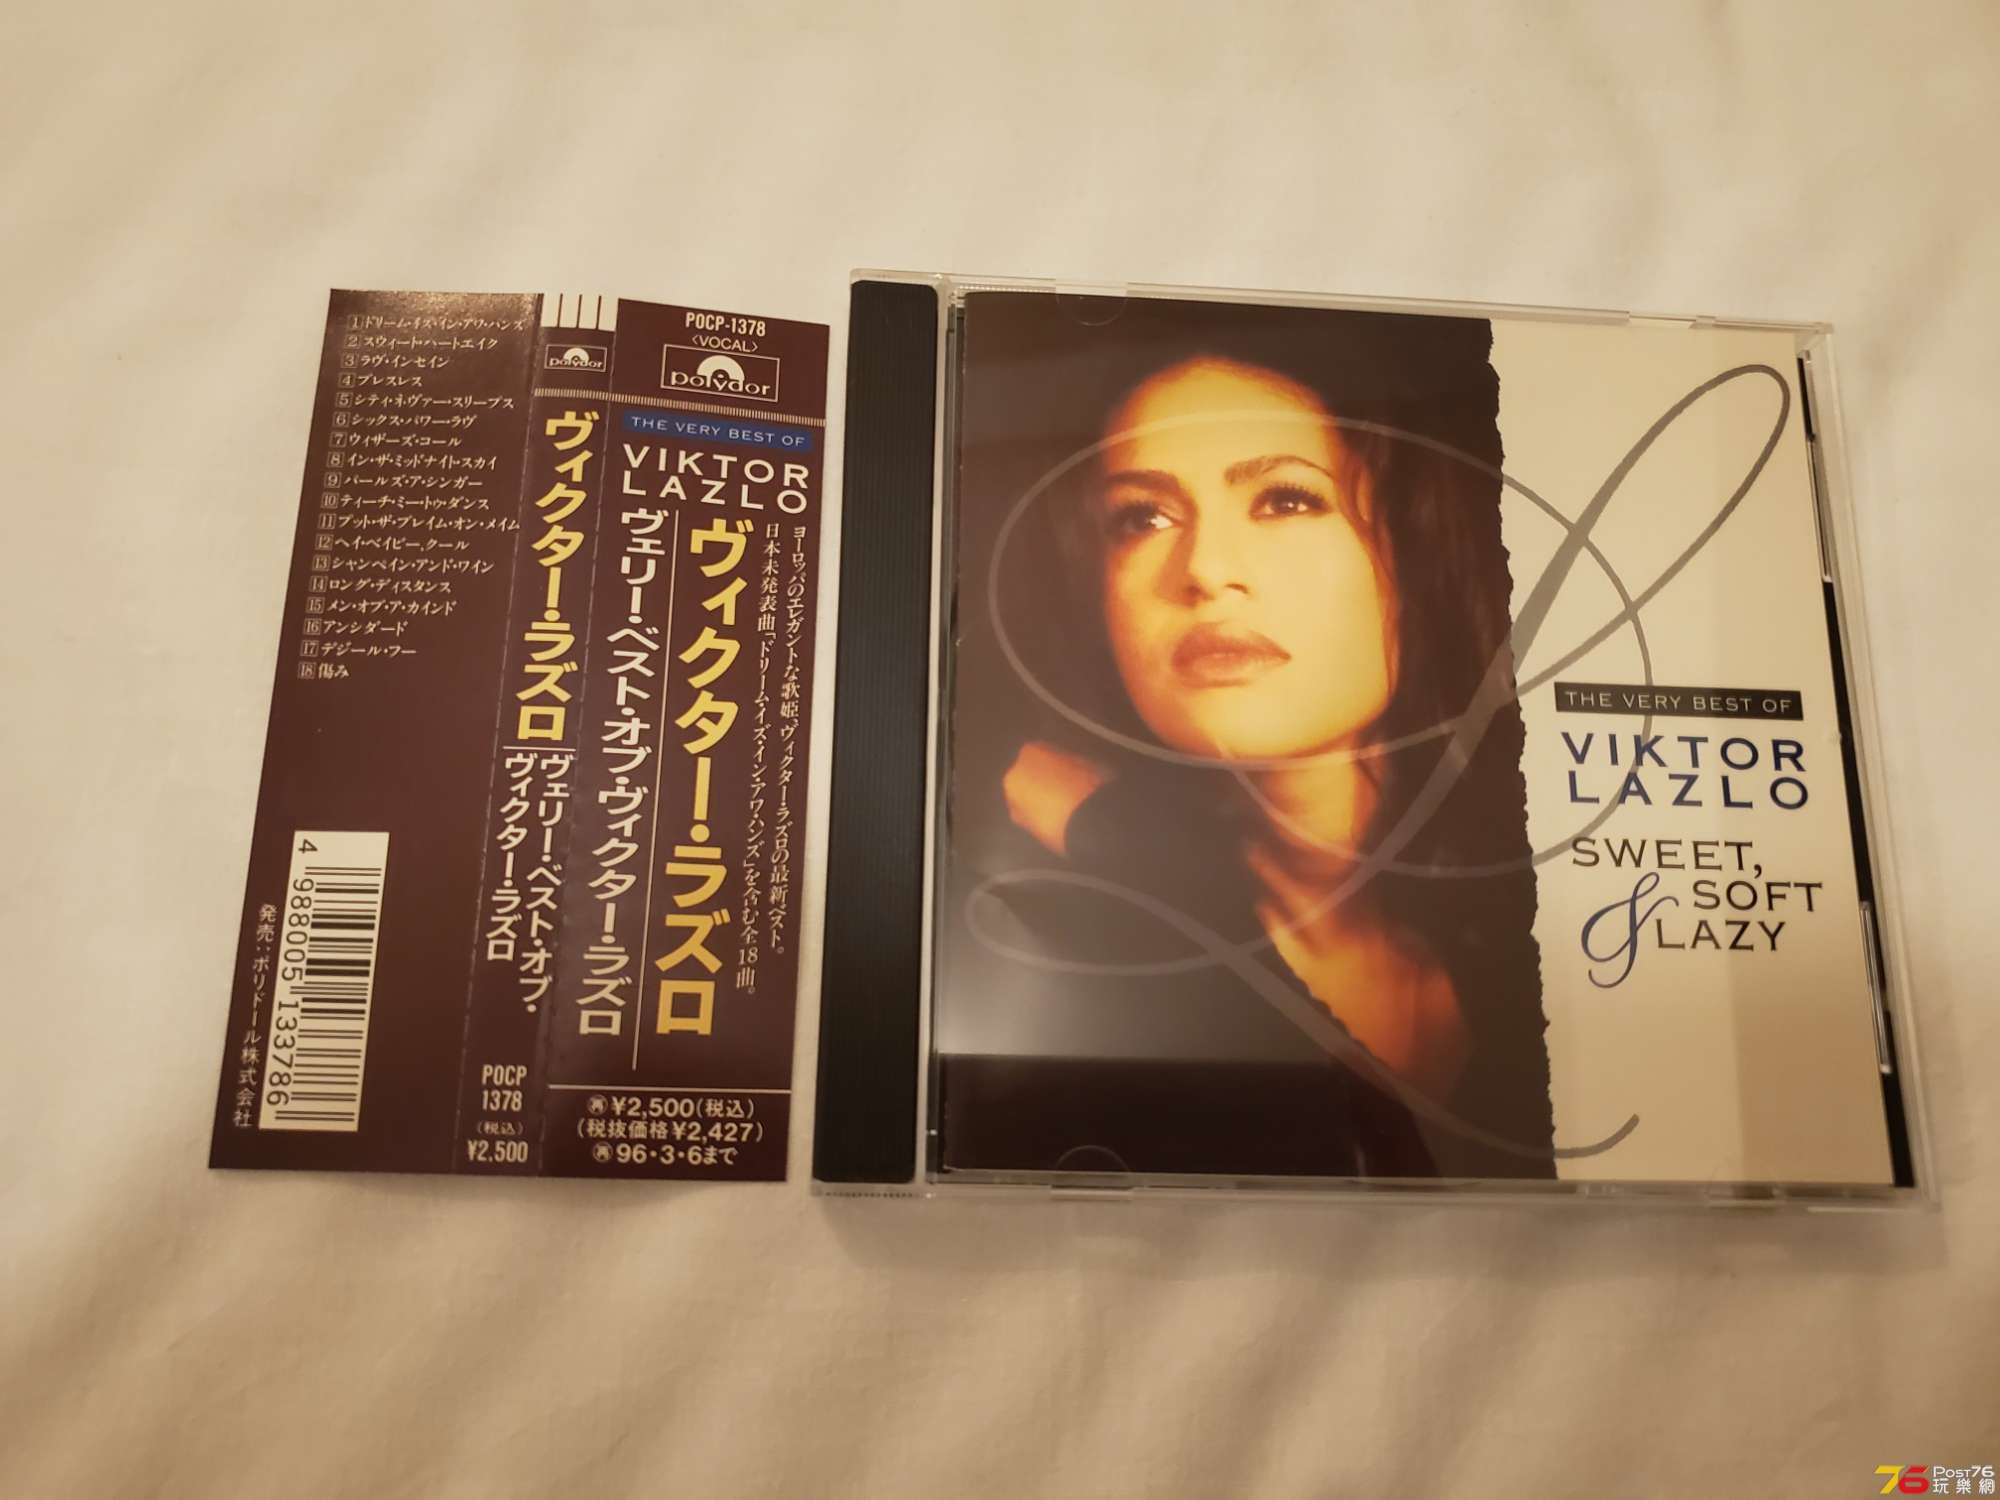 1 ドリーム・イズ・イン・アワ・ハンズ
2 スウィート・ハートエイク
3 ラヴ・インセイン
4 ブレスレス
5 シティ・ネヴァー・スリープス
6 シックス・パワー・ラヴ
7 ウィザーズ・コール
8 イン・ザ・ミッドナイト・スカイ
9 パールズ・ア・シンガー
10 ティーチ・ミー・トゥ・ダンス
11 プット・ザ・ブレイム・オン・メイム
12 ヘイ・ベイビー,クール
13 シャンペイン・アンド・ワイン
14 ロング・ディスタンス
15 メン・オブ・ア・カインド
16 アンシダード
17 デジール・フー
18 傷み
4 988005 133786
発売:ポリドール株式会社
polydor
ヴィクター・ラズロ
ヴェリー・ベスト・オブ・
ヴィクター・ラズロ
POCP
1378
(税込)
¥2,500
POCP-1378
〈VOCAL〉
polydor
THE VERY BEST OF
VIKTOR
LAZLO
ヨーロッパのエレガントな歌姫、ヴィクター・ラズロの最新ベスト。
日本未発表曲「ドリーム・イズ・イン・アワ・ハンズ」を含む全18曲。
ヴィクター・ラズロ
ヴェリー・ベスト・オブ・ヴィクター・ラズロ
再 ¥2,500(税込)
(税抜価格¥2,427)
再 96・3・6まで
THE VERY BEST OF
VIKTOR
LAZLO
SWEET,
SOFT
& LAZY
76 POST76
玩樂網